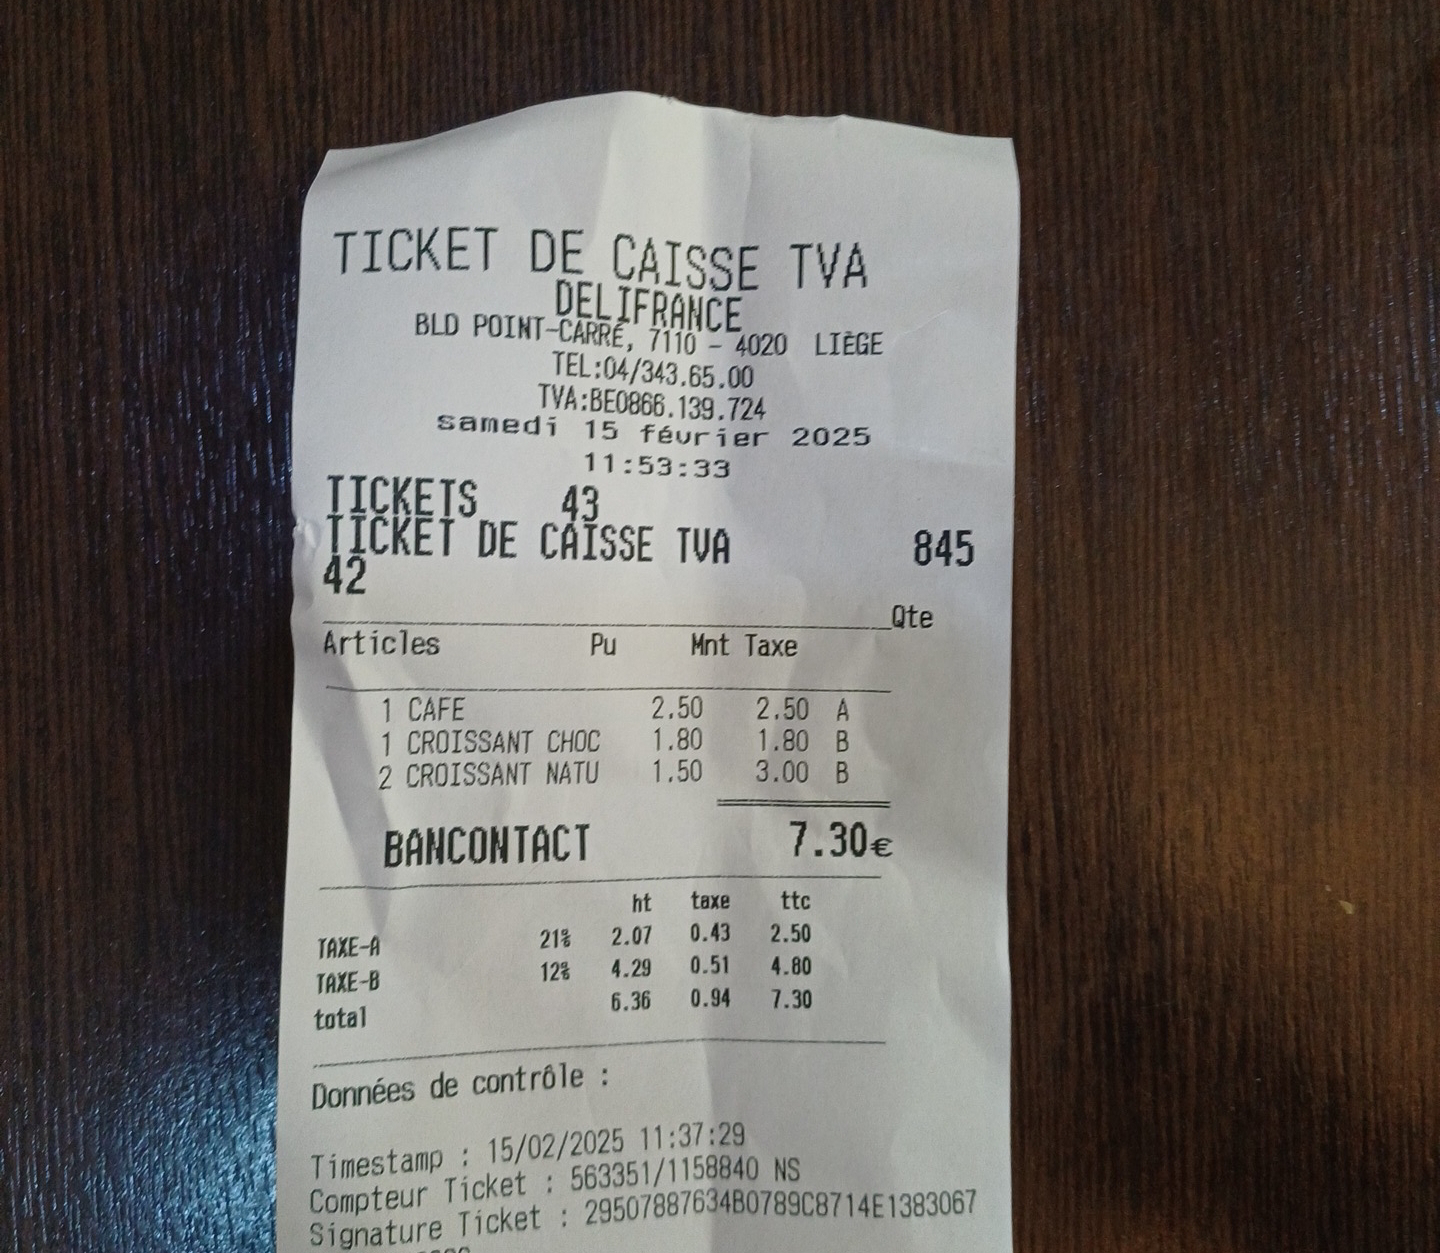 TICKET DE CAISSE TVA
DELIFRANCE
BLD POINT-CARRÉ, 7110 - 4020 LIÈGE
TEL:04/343.65.00
TVA:BE0866.139.724
samedi 15 février 2025
11:53:33
TICKETS 43
TICKET DE CAISSE TVA 845
42
Qte
Articles Pu Mnt Taxe
1 CAFE 2.50 2.50 A
1 CROISSANT CHOC 1.80 1.80 B
2 CROISSANT NATU 1.50 3.00 B
BANCONTACT 7.30€
ht taxe ttc
TAXE-A 21% 2.07 0.43 2.50
TAXE-B 12% 4.29 0.51 4.80
total 6.36 0.94 7.30
Données de contrôle :
Timestamp : 15/02/2025 11:37:29
Compteur Ticket : 563351/1158840 NS
Signature Ticket : 29507887634B0789C8714E1383067